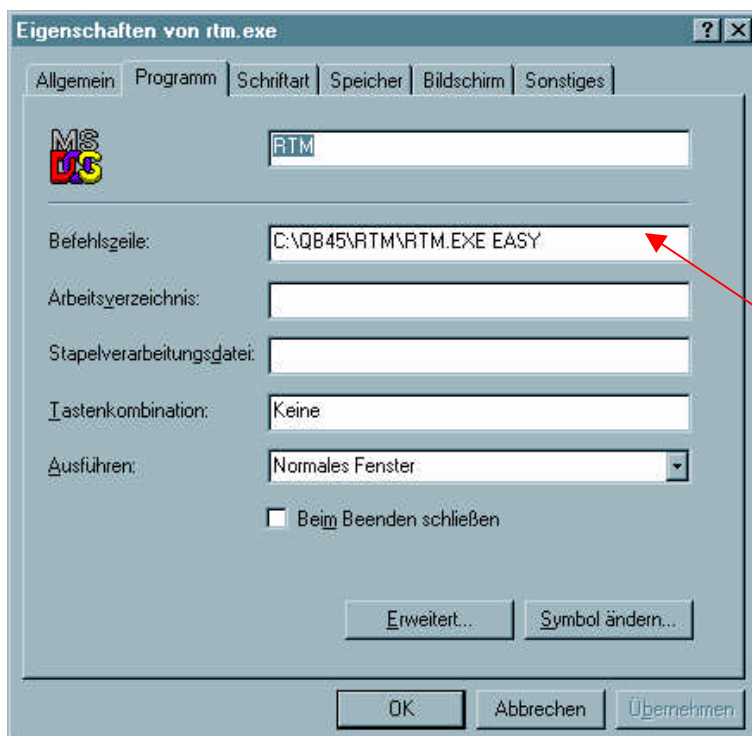 Eigenschaften von rtm.exe
Allgemein Programm Schriftart Speicher Bildschirm Sonstiges
MS
DOS
RTM
Befehlszeile: C:\QB45\RTM\RTM.EXE EASY
Arbeitsverzeichnis:
Stapelverarbeitungsdatei:
Tastenkombination: Keine
Ausführen: Normales Fenster
Beim Beenden schließen
Erweitert... Symbol ändern...
OK Abbrechen Übernehmen